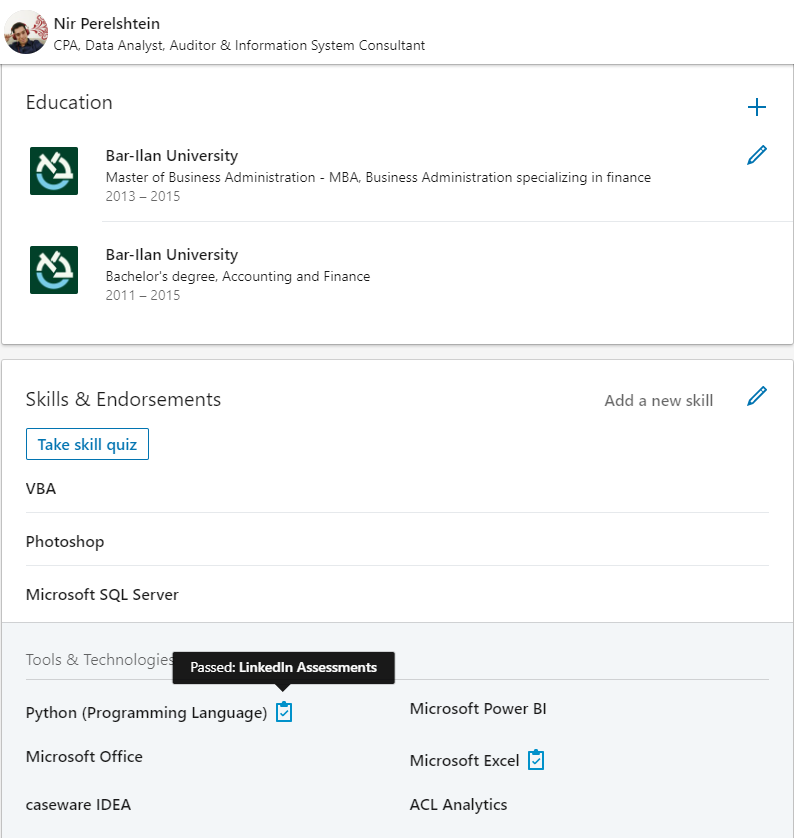 Nir Perelshtein
CPA, Data Analyst, Auditor & Information System Consultant
Education
Bar-Ilan University
Master of Business Administration - MBA, Business Administration specializing in finance
2013 – 2015
Bar-Ilan University
Bachelor's degree, Accounting and Finance
2011 – 2015
Skills & Endorsements
Add a new skill
Take skill quiz
VBA
Photoshop
Microsoft SQL Server
Tools & Technologies
Passed: LinkedIn Assessments
Python (Programming Language)
Microsoft Power BI
Microsoft Office
Microsoft Excel
caseware IDEA
ACL Analytics